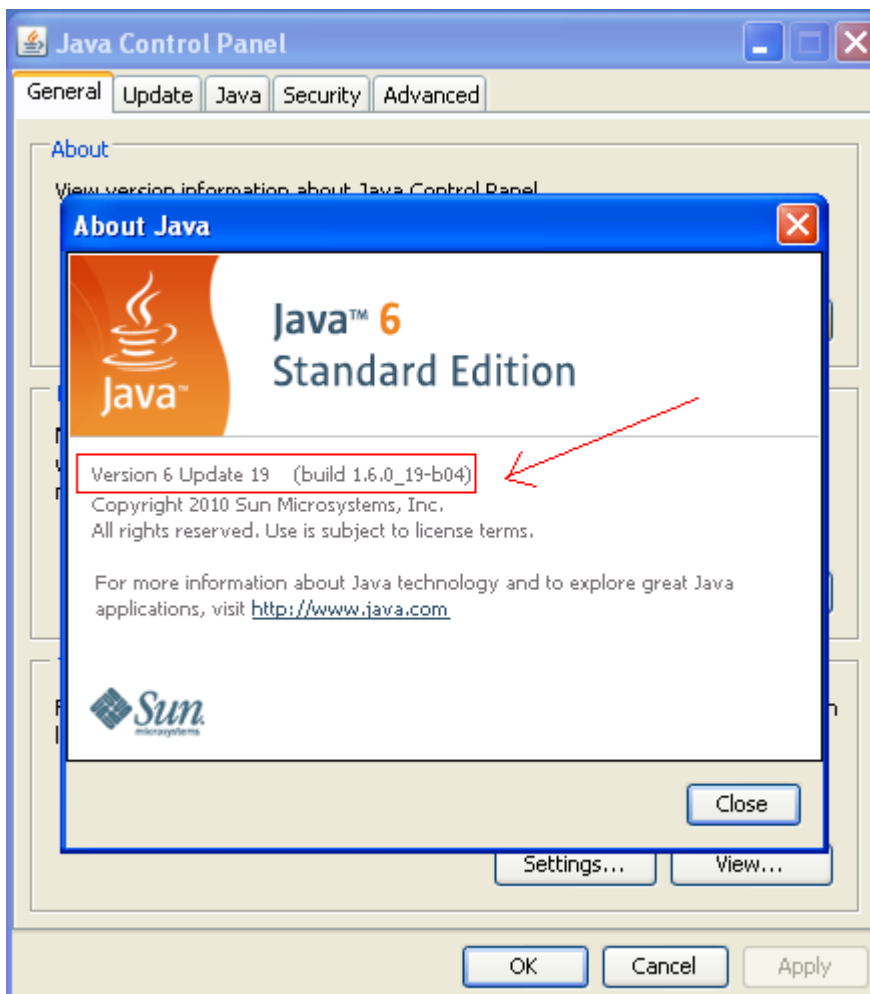 Java Control Panel
General Update Java Security Advanced
About
View version information about Java Control Panel
About Java
Java™
Java™ 6
Standard Edition
Version 6 Update 19 (build 1.6.0_19-b04)
Copyright 2010 Sun Microsystems, Inc.
All rights reserved. Use is subject to license terms.
For more information about Java technology and to explore great Java
applications, visit http://www.java.com
Sun
microsystems
Close
Settings... View...
OK Cancel Apply